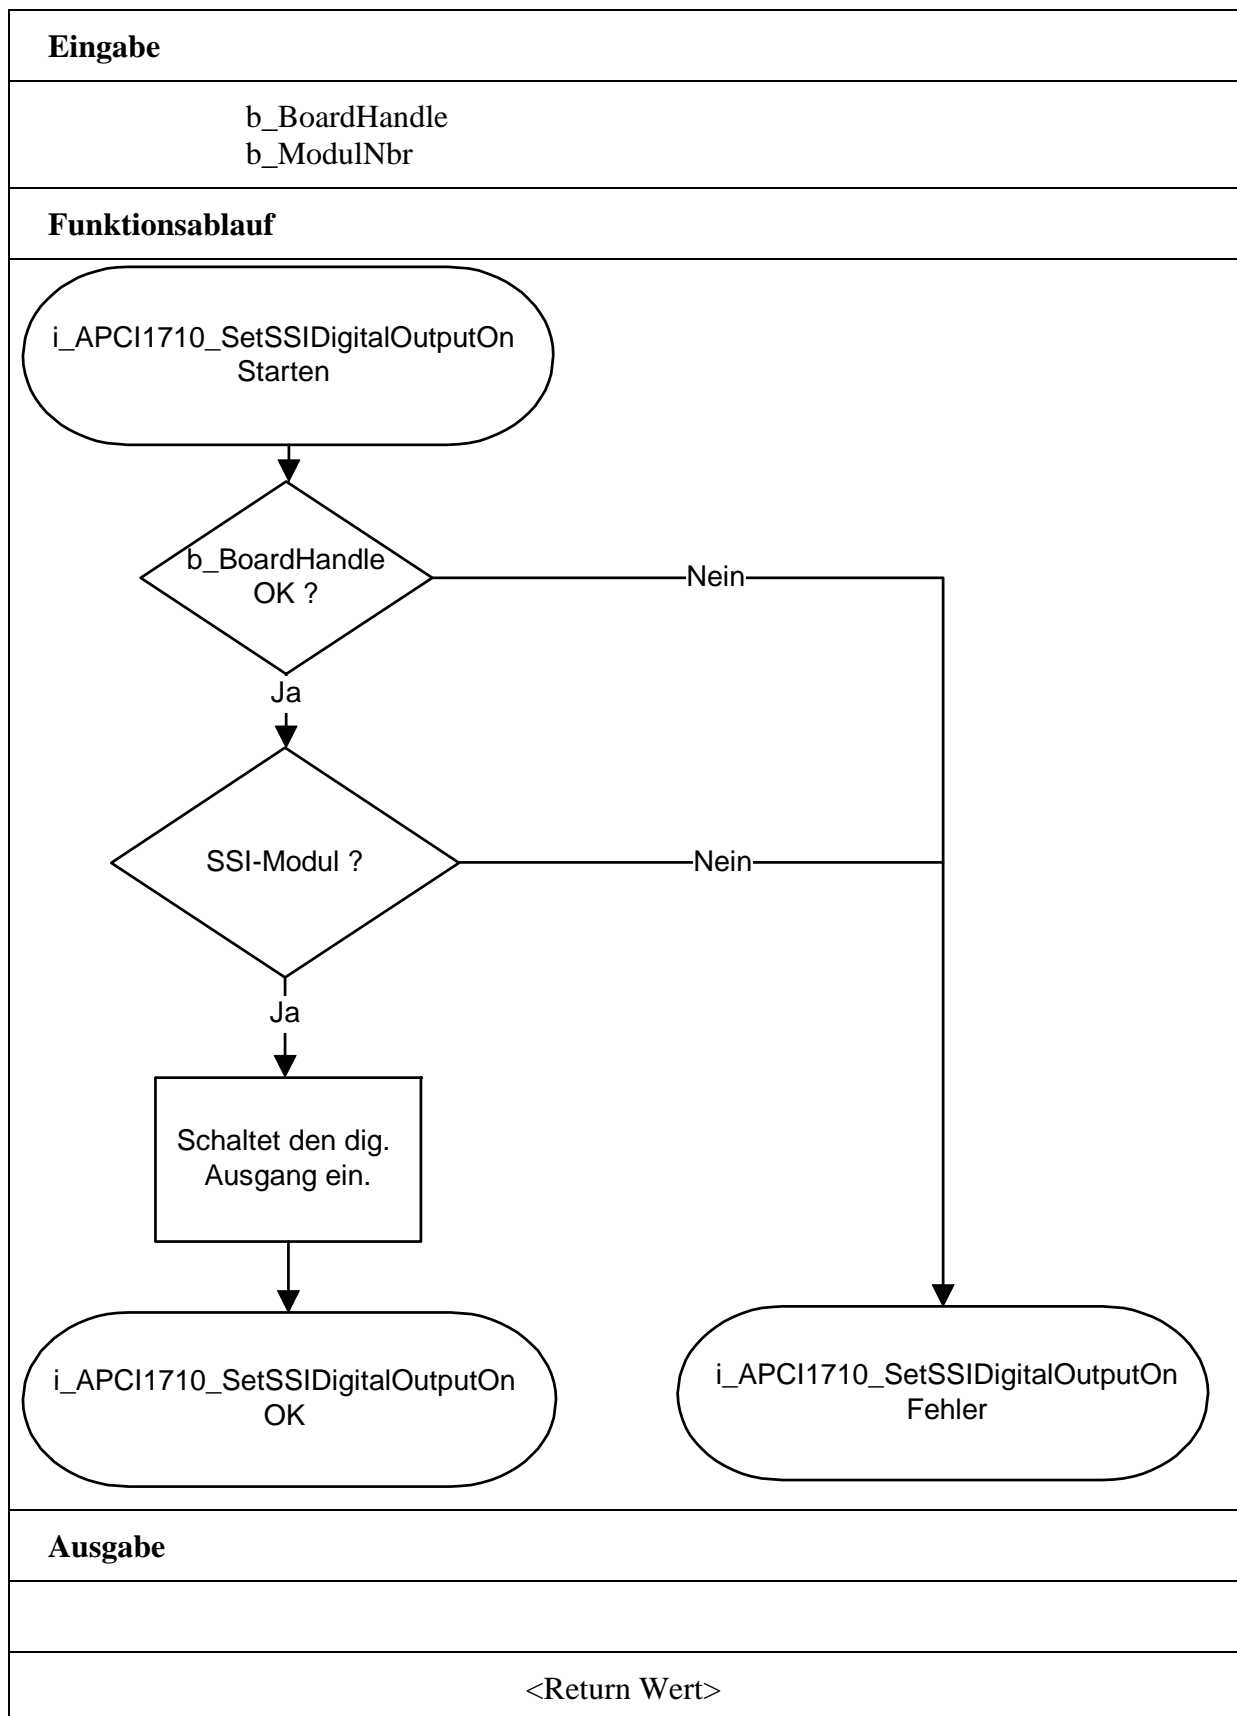 Eingabe
b_BoardHandle
b_ModulNbr
Funktionsablauf
i_APCI1710_SetSSIDigitalOutputOn
Starten
b_BoardHandle
OK ?
Nein
Ja
SSI-Modul ?
Nein
Ja
Schaltet den dig.
Ausgang ein.
i_APCI1710_SetSSIDigitalOutputOn
OK
i_APCI1710_SetSSIDigitalOutputOn
Fehler
Ausgabe
<Return Wert>